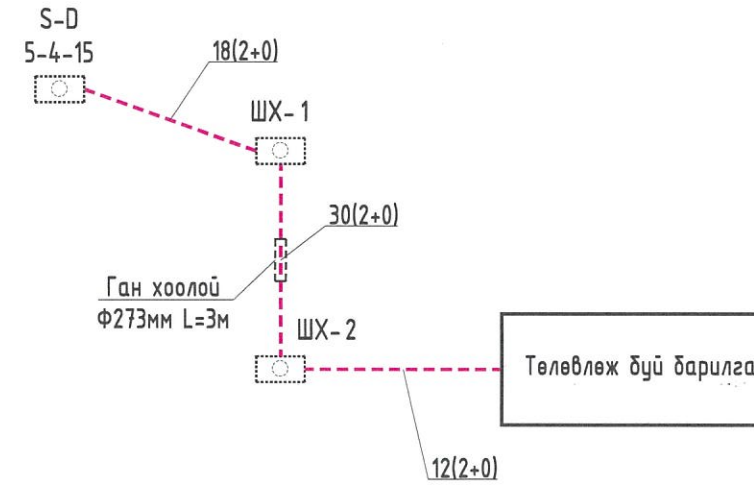 S-D
5-4-15
18(2+0)
ШХ-1
30(2+0)
Ган хоолой
Ф273мм L=3м
ШХ-2
Төлөвлөж буй барилга
12(2+0)